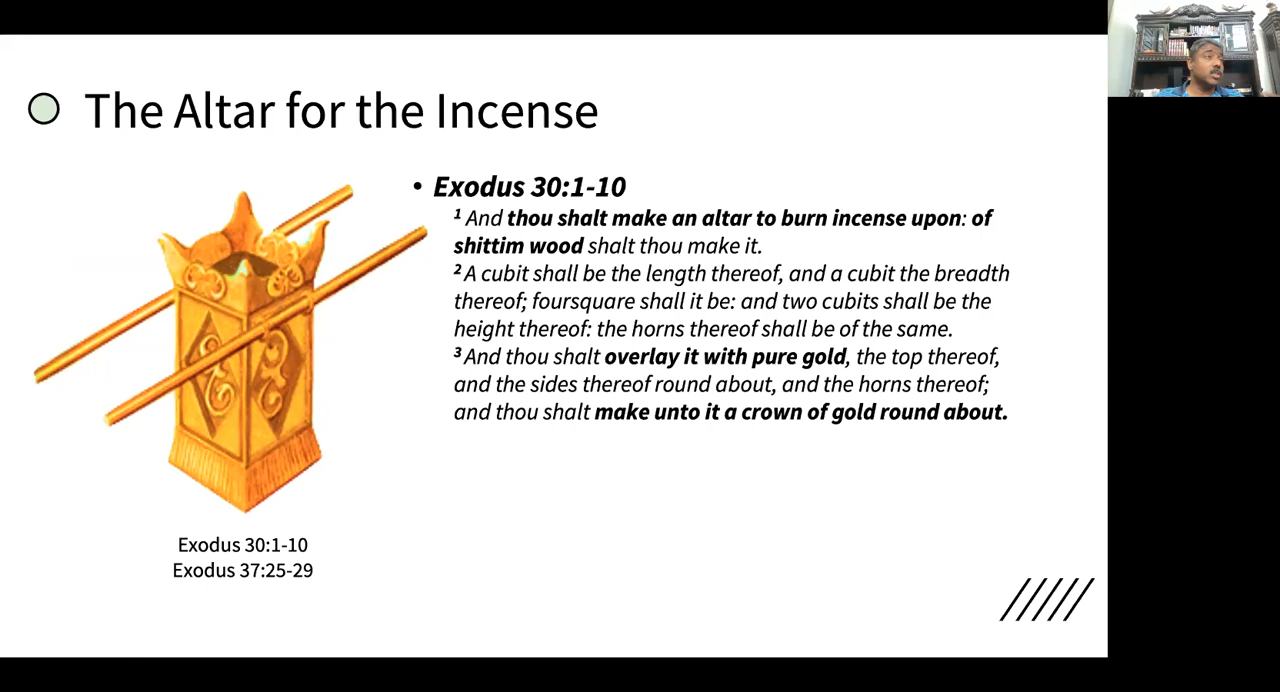 The Altar for the Incense
• Exodus 30:1-10
1 And thou shalt make an altar to burn incense upon: of
shittim wood shalt thou make it.
2 A cubit shall be the length thereof, and a cubit the breadth
thereof; foursquare shall it be: and two cubits shall be the
height thereof: the horns thereof shall be of the same.
3 And thou shalt overlay it with pure gold, the top thereof,
and the sides thereof round about, and the horns thereof;
and thou shalt make unto it a crown of gold round about.
Exodus 30:1-10
Exodus 37:25-29